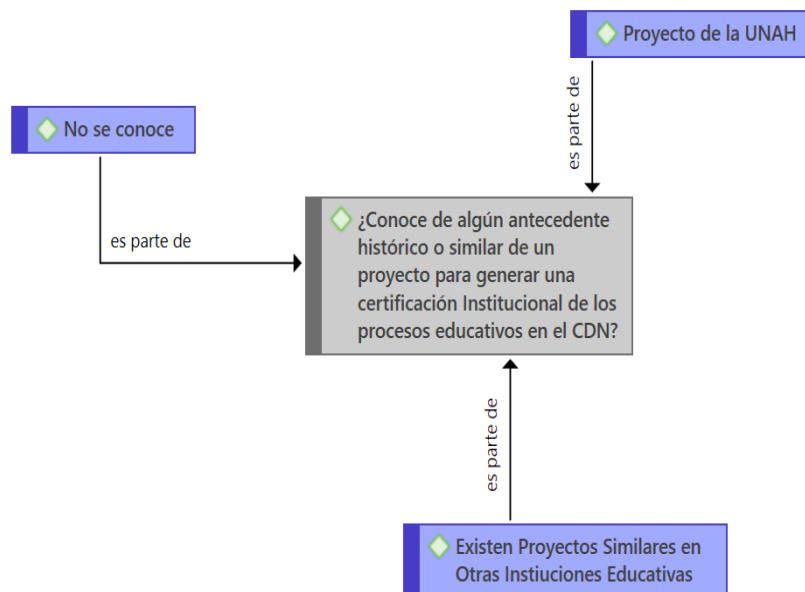 Proyecto de la UNAH
es parte de
No se conoce
es parte de
¿Conoce de algún antecedente
histórico o similar de un
proyecto para generar una
certificación Institucional de los
procesos educativos en el CDN?
es parte de
Existen Proyectos Similares en
Otras Instiuciones Educativas